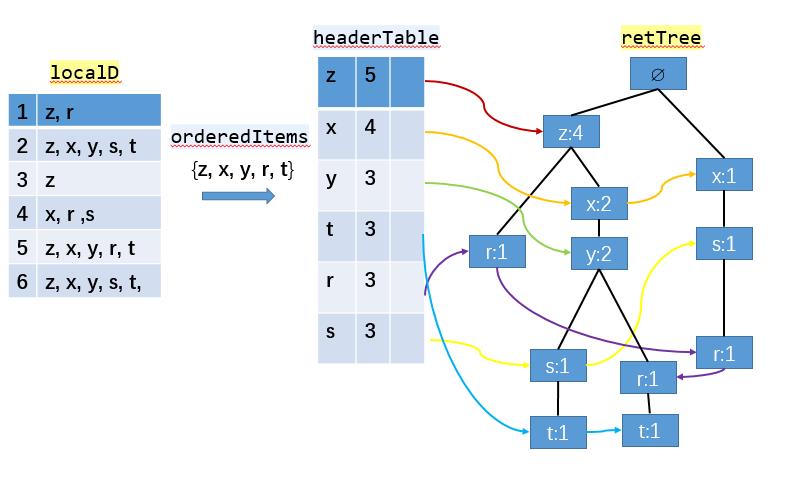 headerTable
retTree
localD
1 z, r
2 z, x, y, s, t
3 z
4 x, r ,s
5 z, x, y, r, t
6 z, x, y, s, t,
orderedItems
{z, x, y, r, t}
z 5
x 4
y 3
t 3
r 3
s 3
∅
z:4
x:1
x:2
r:1
y:2
s:1
s:1
r:1
r:1
t:1
t:1